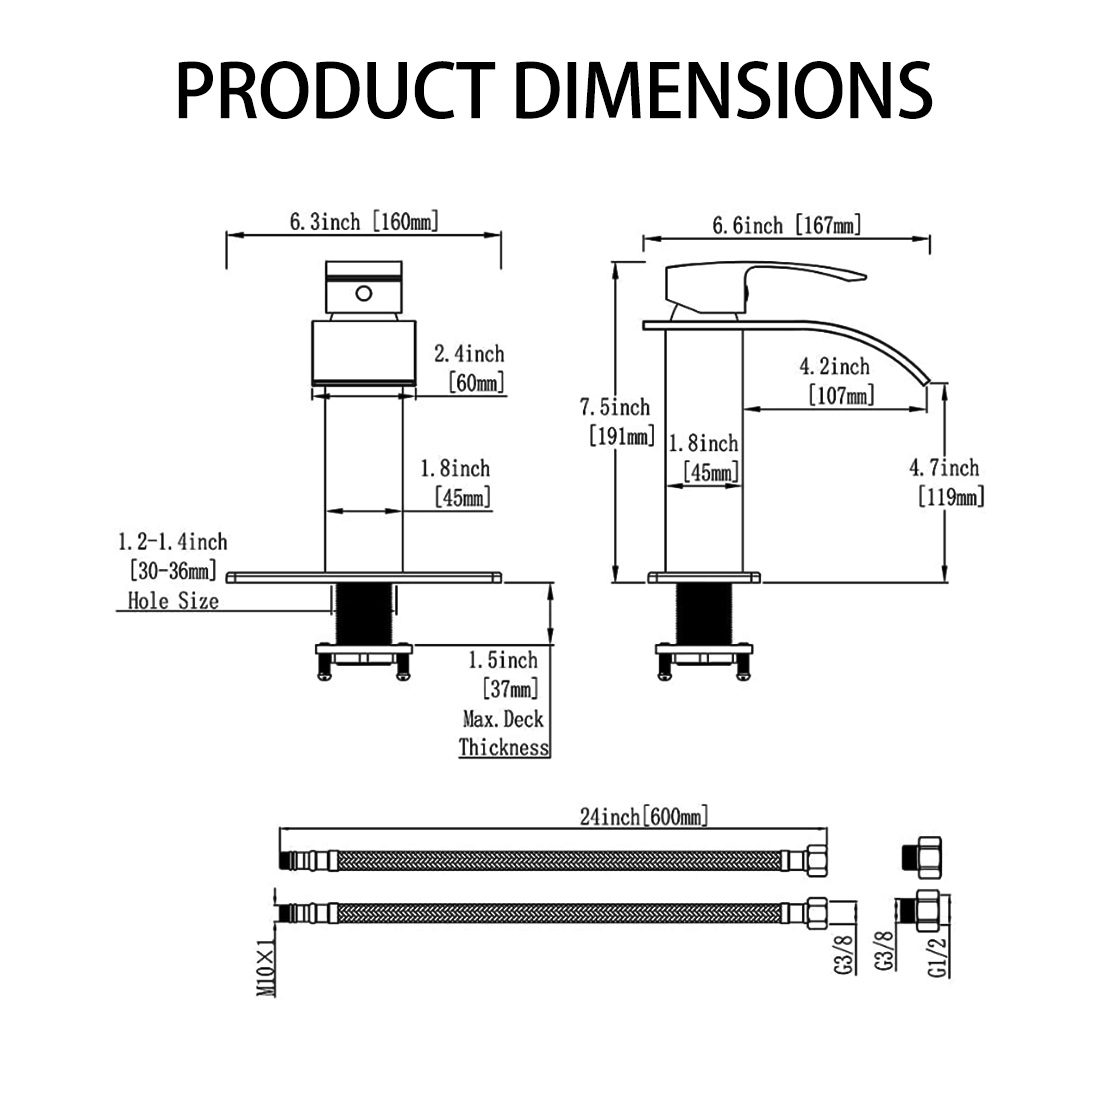 PRODUCT DIMENSIONS
6.3inch [160mm]
6.6inch [167mm]
2.4inch
[60mm]
4.2inch
[107mm]
7.5inch
[191mm]
1.8inch
[45mm]
1.8inch
[45mm]
4.7inch
[119mm]
1.2-1.4inch
[30-36mm]
Hole Size
1.5inch
[37mm]
Max.Deck
Thickness
24inch[600mm]
M10×1
G3/8
G3/8
G1/2